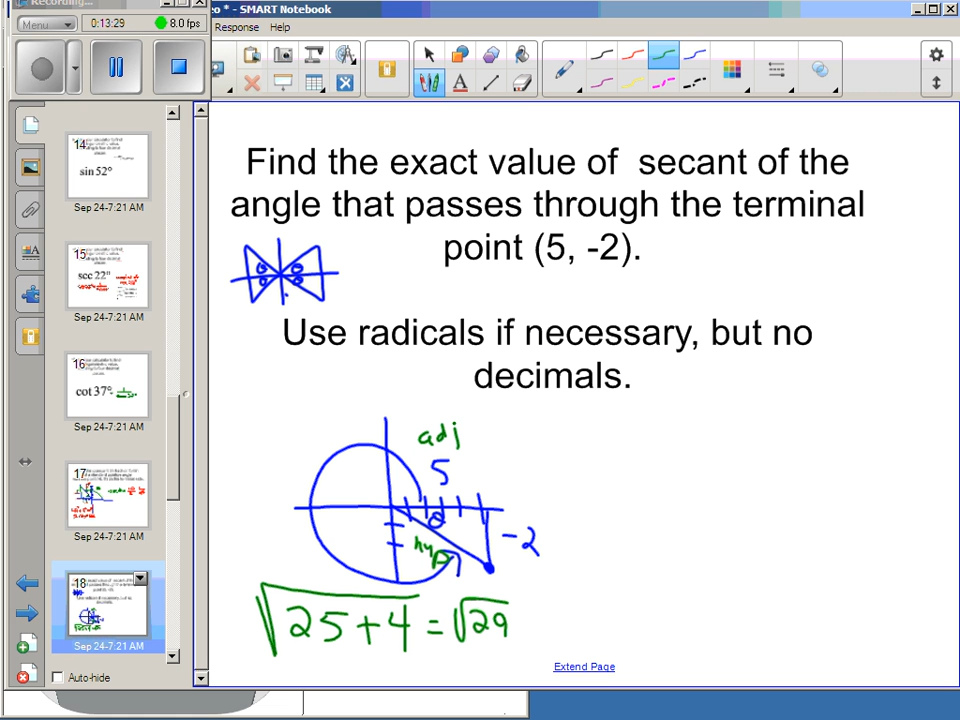 Recording...
Menu
0:13:29
8.0 fps
eo * - SMART Notebook
Response Help
14
sin 52°
Sep 24-7:21 AM
15
sec 22°
Sep 24-7:21 AM
16
cot 37°
Sep 24-7:21 AM
17
Sep 24-7:21 AM
18
Sep 24-7:21 AM
Auto-hide
Find the exact value of secant of the
angle that passes through the terminal
point (5, -2).
Use radicals if necessary, but no
decimals.
adj
5
θ
hyp
-2
√25+4 = √29
Extend Page